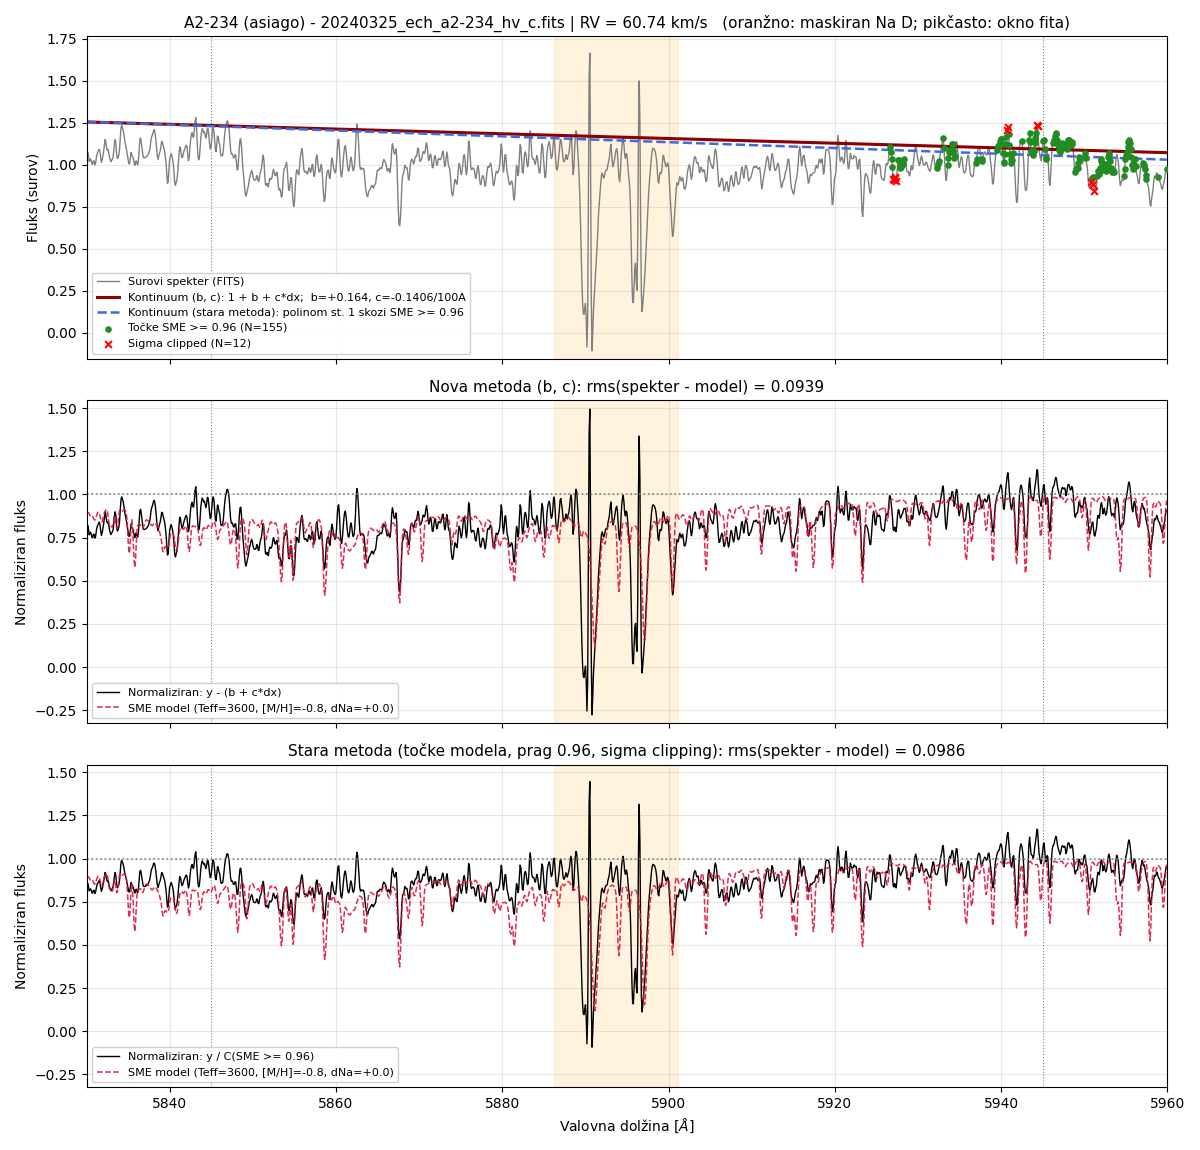 A2-234 (asiago) - 20240325_ech_a2-234_hv_c.fits | RV = 60.74 km/s (oranžno: maskiran Na D; pikčasto: okno fita)
Fluks (surov)
1.75
1.50
1.25
1.00
0.75
0.50
0.25
0.00
Surovi spekter (FITS)
Kontinuum (b, c): 1 + b + c*dx; b=+0.164, c=-0.1406/100A
Kontinuum (stara metoda): polinom st. 1 skozi SME >= 0.96
Točke SME >= 0.96 (N=155)
Sigma clipped (N=12)
Nova metoda (b, c): rms(spekter - model) = 0.0939
Normaliziran fluks
1.50
1.25
1.00
0.75
0.50
0.25
0.00
−0.25
Normaliziran: y - (b + c*dx)
SME model (Teff=3600, [M/H]=-0.8, dNa=+0.0)
Stara metoda (točke modela, prag 0.96, sigma clipping): rms(spekter - model) = 0.0986
Normaliziran fluks
1.50
1.25
1.00
0.75
0.50
0.25
0.00
−0.25
Normaliziran: y / C(SME >= 0.96)
SME model (Teff=3600, [M/H]=-0.8, dNa=+0.0)
5840 5860 5880 5900 5920 5940 5960
Valovna dolžina [Å]